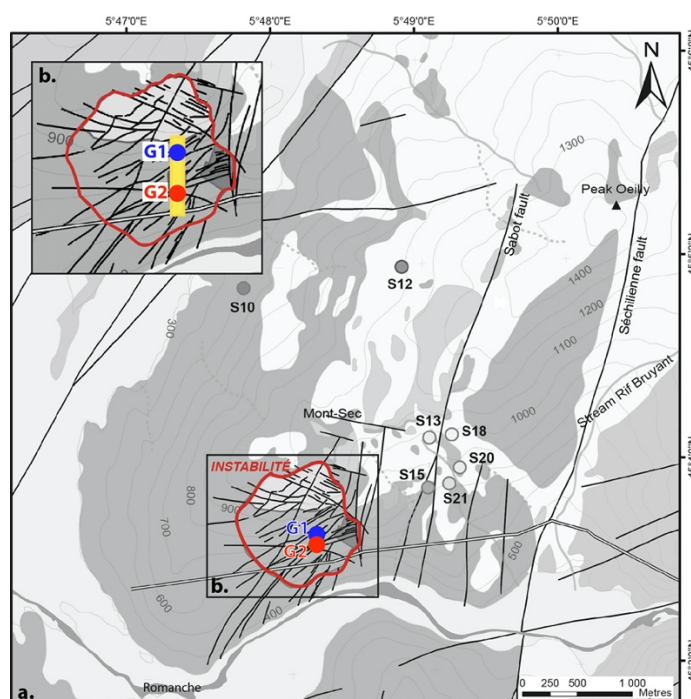 5°47'0"E
5°48'0"E
5°49'0"E
5°50'0"E
b.
900
G1
G2
N
1300
Peak Oeilly
Sabot fault
Séchilienne fault
1400
1200
1100
S12
S10
300
Stream Rif Bruyant
1000
Mont-Sec
S13
S18
S20
S15
S21
INSTABILITÉ
800
900
700
G1
G2
500
b.
600
400
Romanche
a.
0 250 500 1 000
Metres